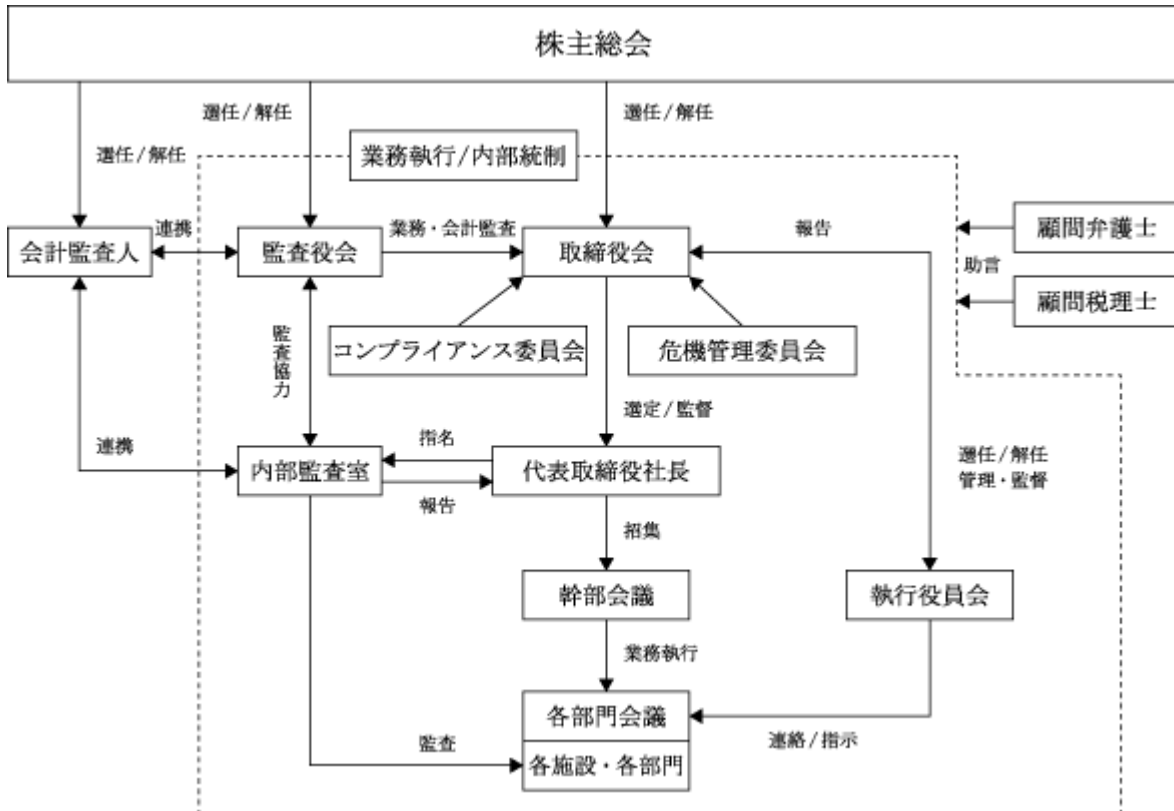 株主総会
選任/解任
選任/解任
選任/解任
業務執行/内部統制
会計監査人
連携
監査役会
業務・会計監査
取締役会
報告
顧問弁護士
助言
顧問税理士
コンプライアンス委員会
危機管理委員会
監査協力
選定/監督
連携
内部監査室
指名
報告
代表取締役社長
選任/解任
管理・監督
招集
幹部会議
執行役員会
業務執行
各部門会議
連絡/指示
監査
各施設・各部門